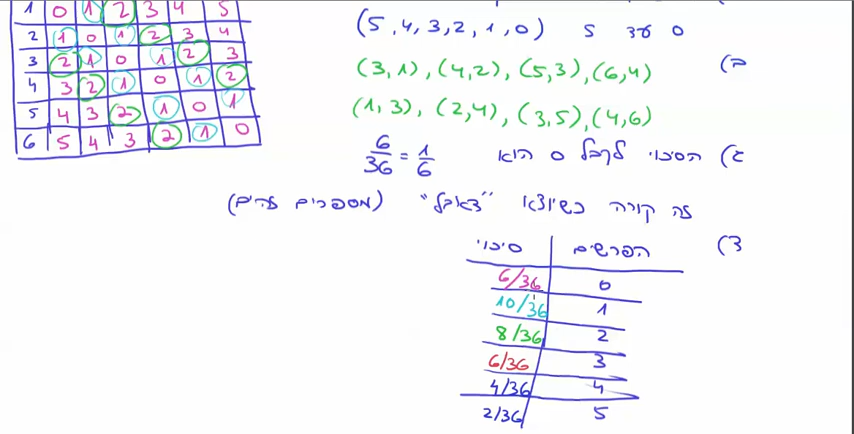 1 0 1 2 3 4 5
2 1 0 1 2 3 4
3 2 1 0 1 2 3
4 3 2 1 0 1 2
5 4 3 2 1 0 1
6 5 4 3 2 1 0
0 עד 5 (5,4,3,2,1,0)
ב) (3,1), (4,2), (5,3), (6,4)
(1,3), (2,4), (3,5), (4,6)
ג) הסיכוי לקבל 0 הוא 6/36 = 1/6
זה קורה כשיוצא "דאבל" (מספרים זהים)
ד)
הפרשים סיכוי
0 6/36
1 10/36
2 8/36
3 6/36
4 4/36
5 2/36